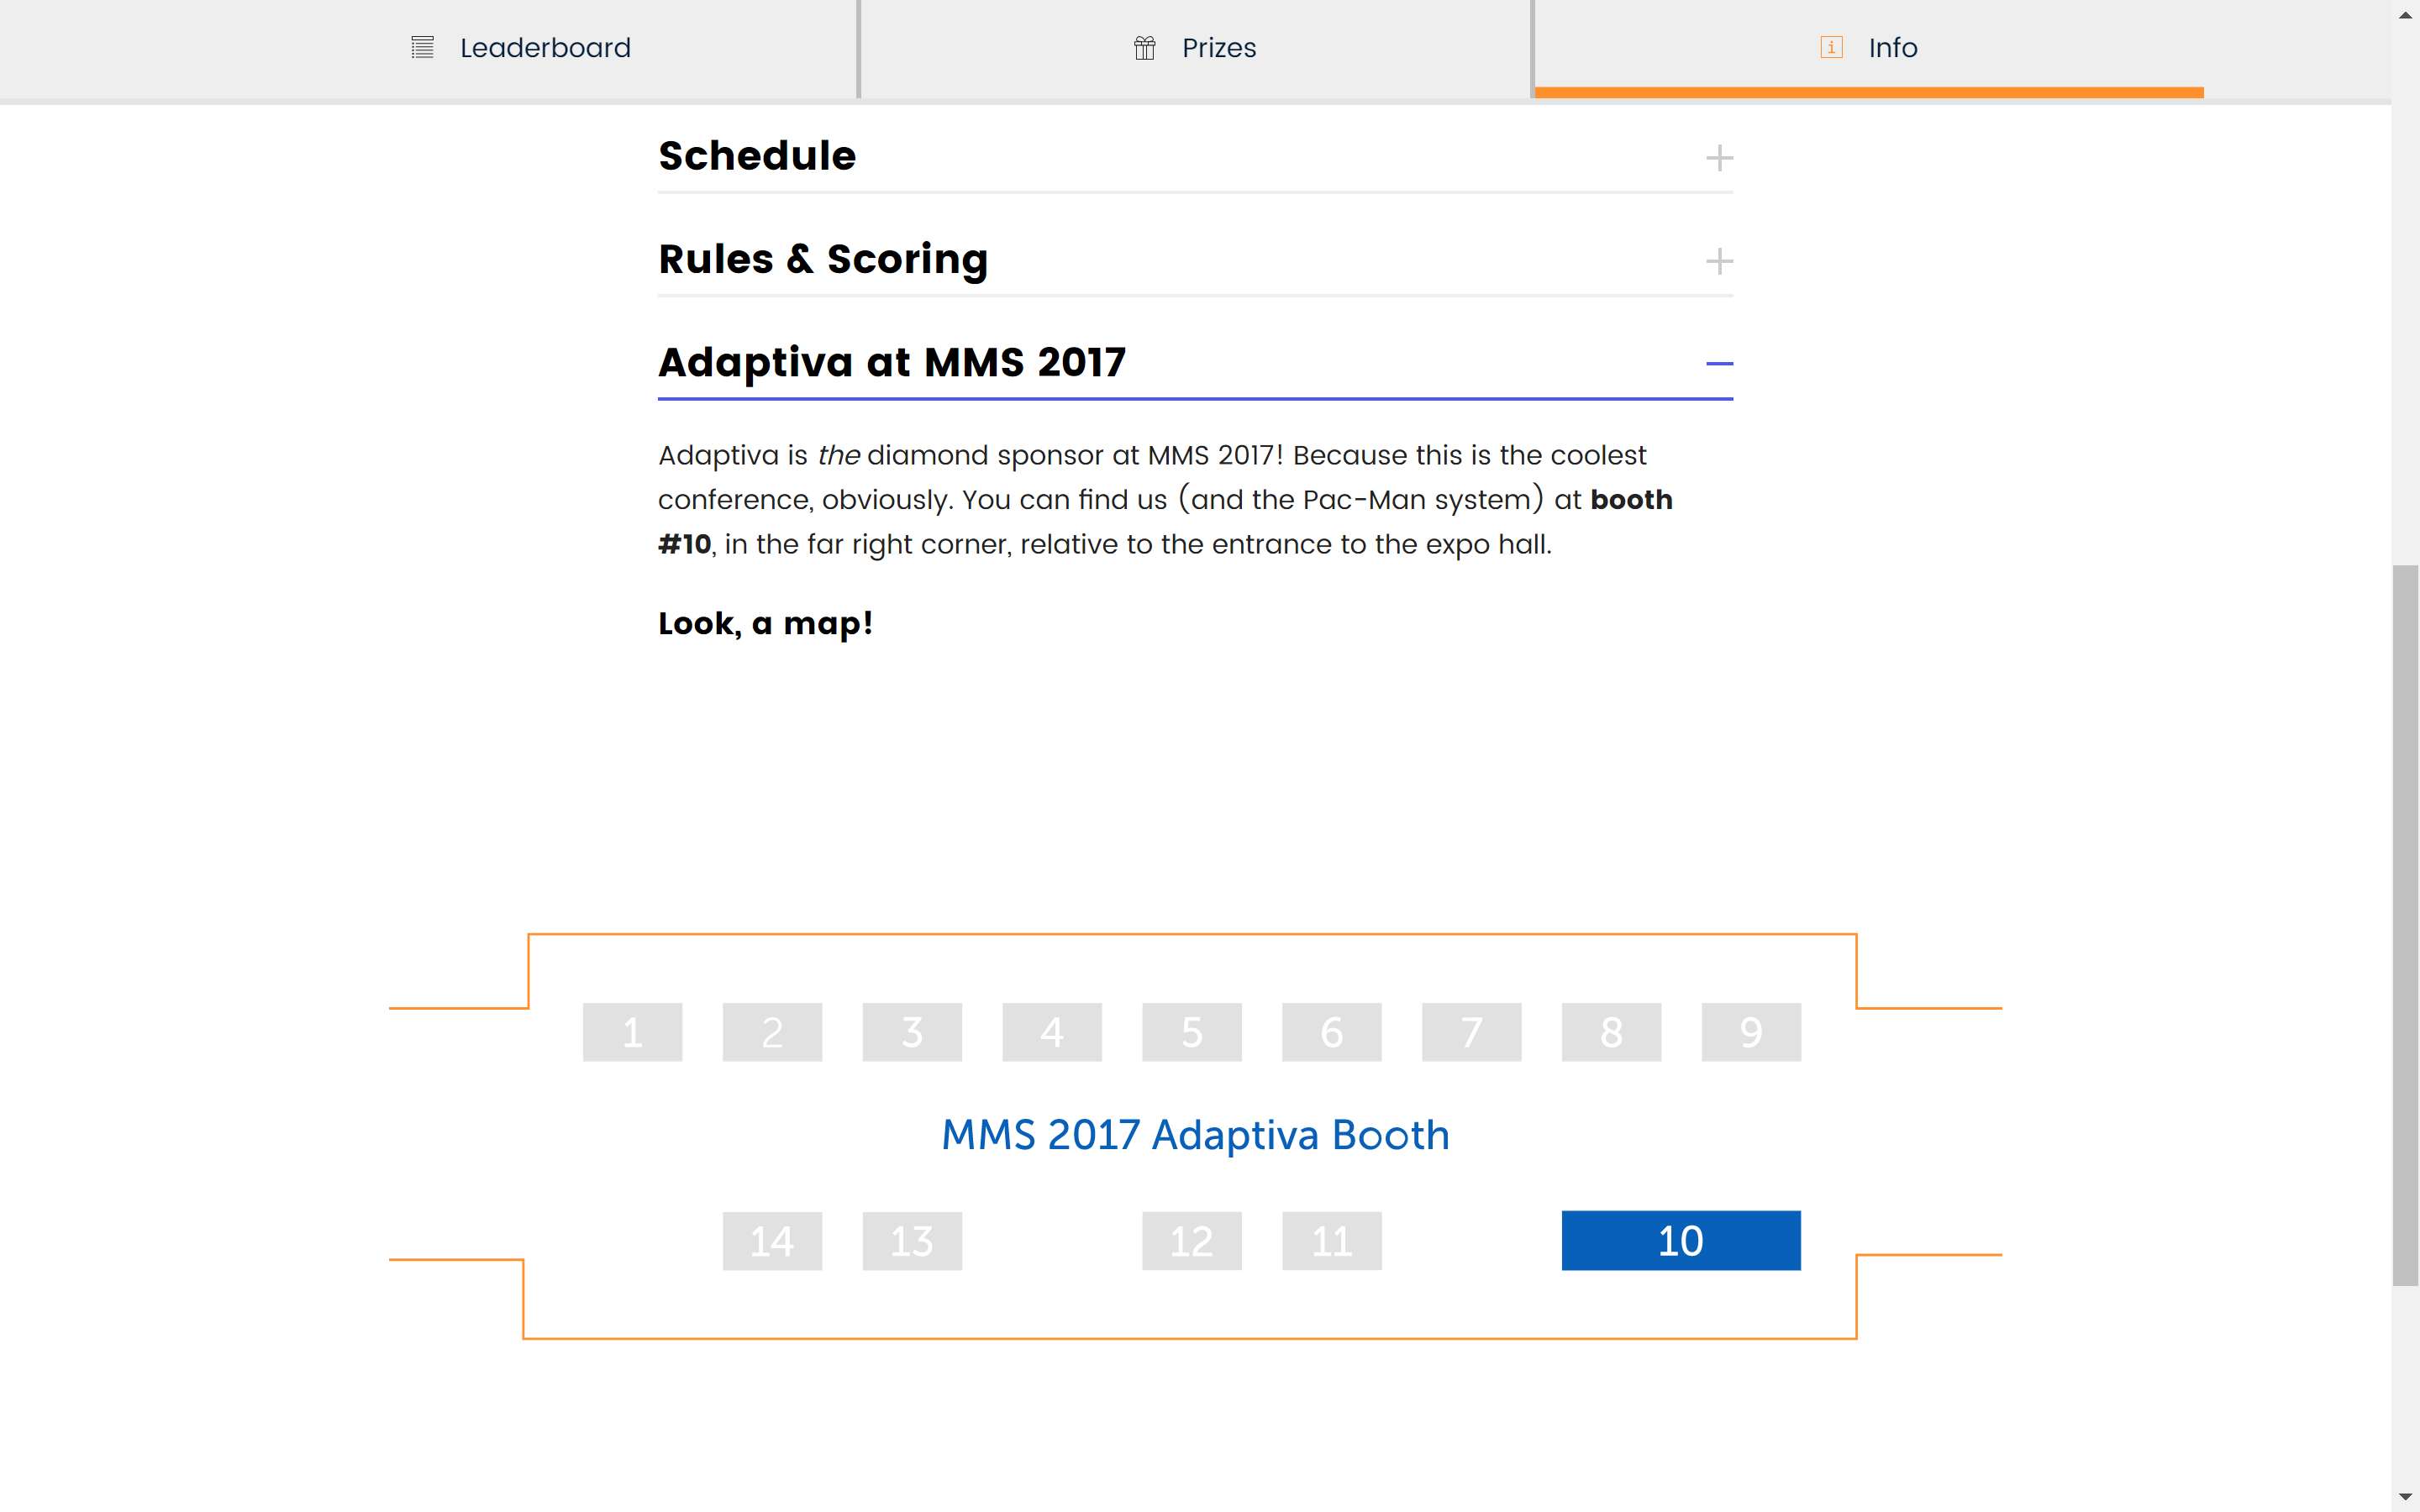 Leaderboard
Prizes
Info
Schedule
Rules & Scoring
Adaptiva at MMS 2017
Adaptiva is the diamond sponsor at MMS 2017! Because this is the coolest
conference, obviously. You can find us (and the Pac-Man system) at booth
#10, in the far right corner, relative to the entrance to the expo hall.
Look, a map!
1 2 3 4 5 6 7 8 9
MMS 2017 Adaptiva Booth
14 13 12 11 10